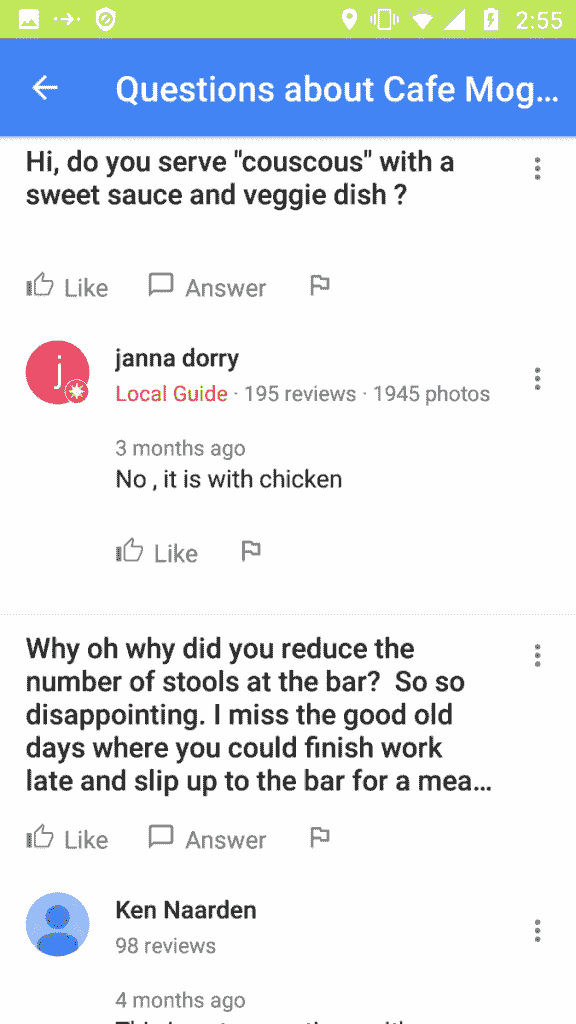 2:55
Questions about Cafe Mog...
Hi, do you serve "couscous" with a
sweet sauce and veggie dish ?
Like
Answer
j
janna dorry
Local Guide · 195 reviews · 1945 photos
3 months ago
No , it is with chicken
Like
Why oh why did you reduce the
number of stools at the bar?  So so
disappointing. I miss the good old
days where you could finish work
late and slip up to the bar for a mea...
Like
Answer
Ken Naarden
98 reviews
4 months ago